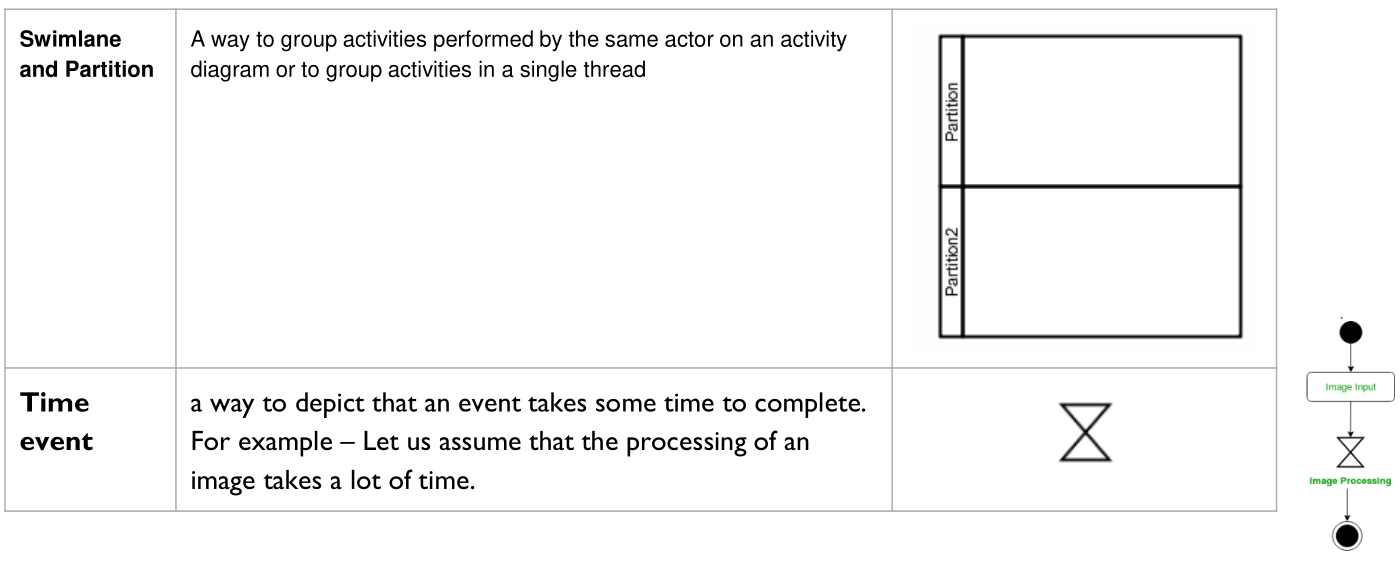 Swimlane
and Partition
A way to group activities performed by the same actor on an activity
diagram or to group activities in a single thread
Partition
Partition2
Time
event
a way to depict that an event takes some time to complete.
For example – Let us assume that the processing of an
image takes a lot of time.
Image Input
Image Processing